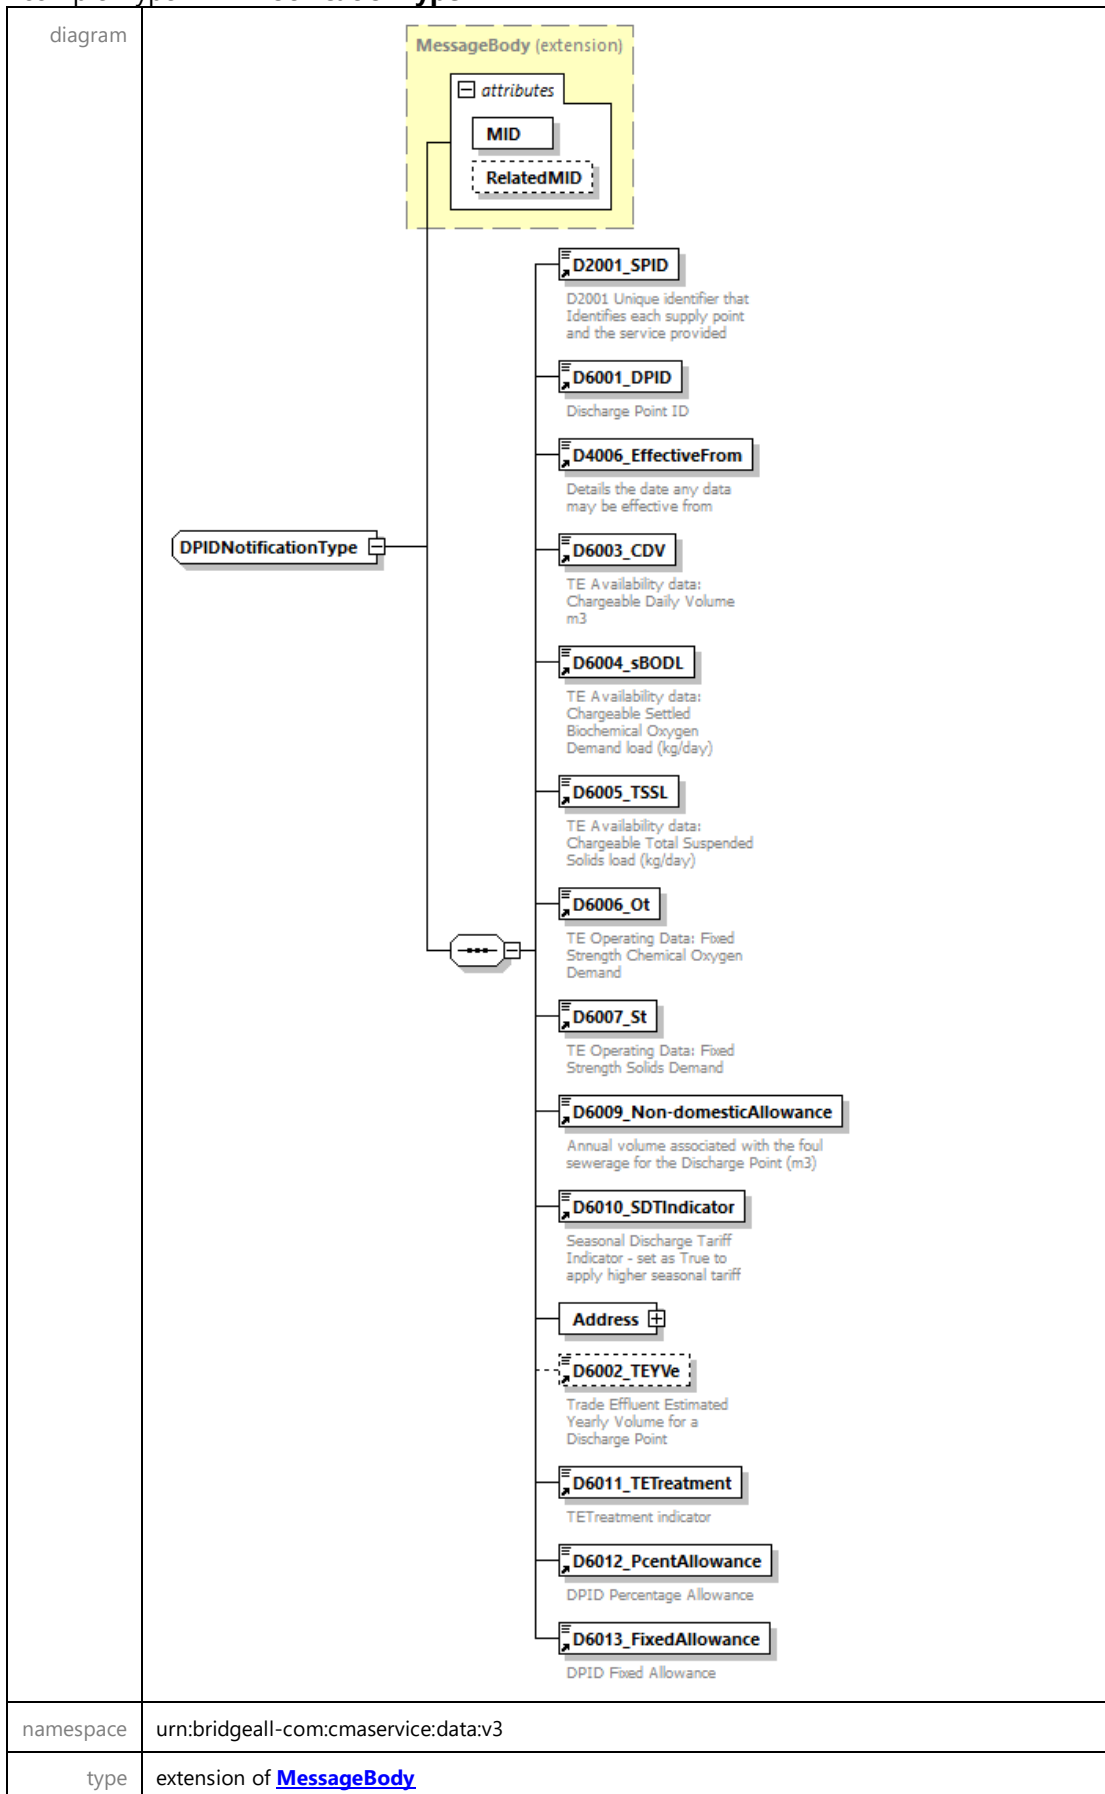 diagram
MessageBody (extension)
attributes
MID
RelatedMID
D2001_SPID
D2001 Unique identifier that
Identifies each supply point
and the service provided
D6001_DPID
Discharge Point ID
D4006_EffectiveFrom
Details the date any data
may be effective from
DPIDNotificationType
D6003_CDV
TE Availability data:
Chargeable Daily Volume
m3
D6004_sBODL
TE Availability data:
Chargeable Settled
Biochemical Oxygen
Demand load (kg/day)
D6005_TSSL
TE Availability data:
Chargeable Total Suspended
Solids load (kg/day)
D6006_Ot
TE Operating Data: Fixed
Strength Chemical Oxygen
Demand
D6007_St
TE Operating Data: Fixed
Strength Solids Demand
D6009_Non-domesticAllowance
Annual volume associated with the foul
sewerage for the Discharge Point (m3)
D6010_SDTIndicator
Seasonal Discharge Tariff
Indicator - set as True to
apply higher seasonal tariff
Address
D6002_TEYVe
Trade Effluent Estimated
Yearly Volume for a
Discharge Point
D6011_TETreatment
TETreatment indicator
D6012_PcentAllowance
DPID Percentage Allowance
D6013_FixedAllowance
DPID Fixed Allowance
namespace urn:bridgeall-com:cmaservice:data:v3
type extension of MessageBody